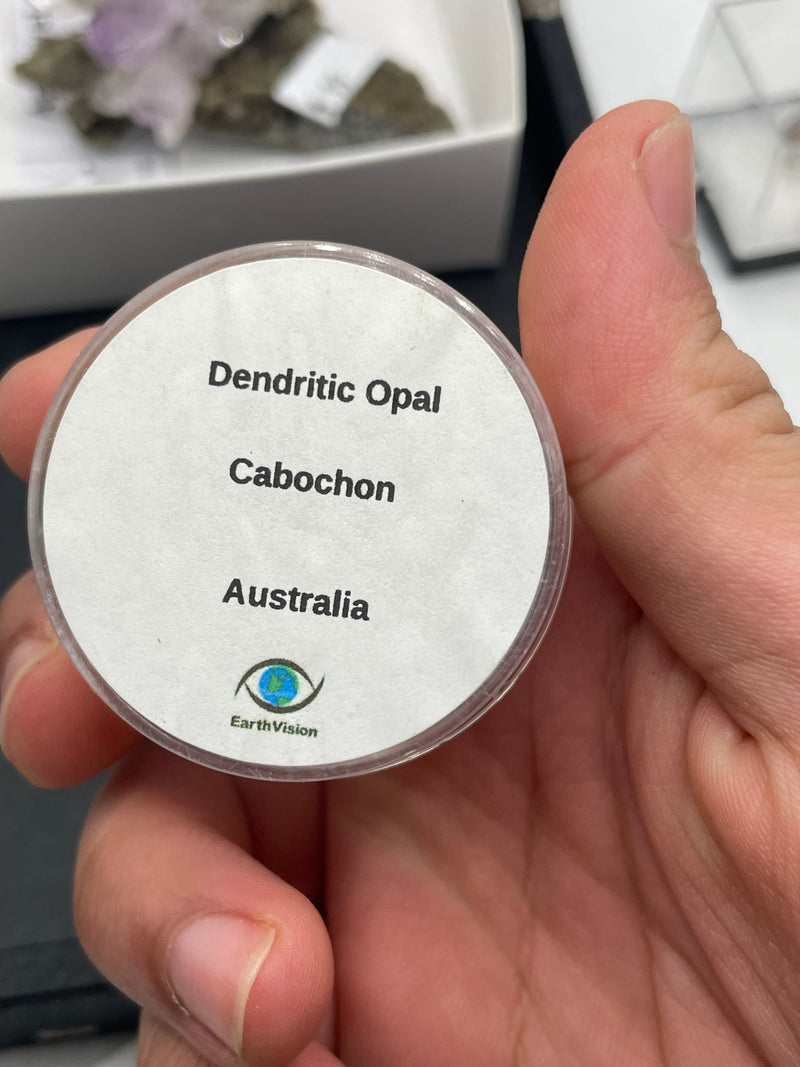 Dendritic Opal
Cabochon
Australia
EarthVision